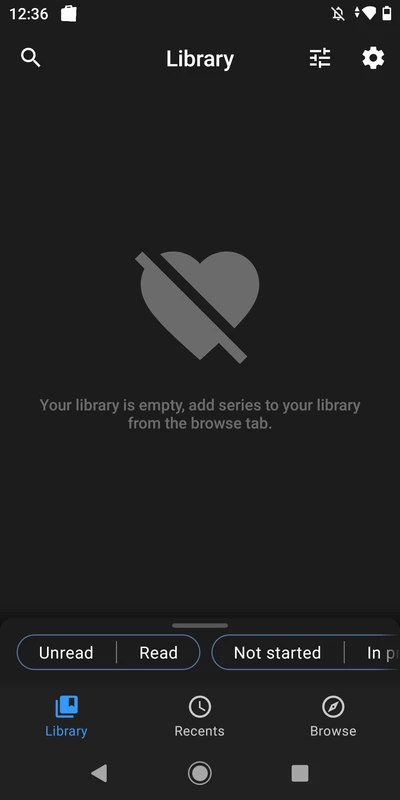 12:36
Library
Your library is empty, add series to your library
from the browse tab.
Unread
Read
Not started
In
Library
Recents
Browse